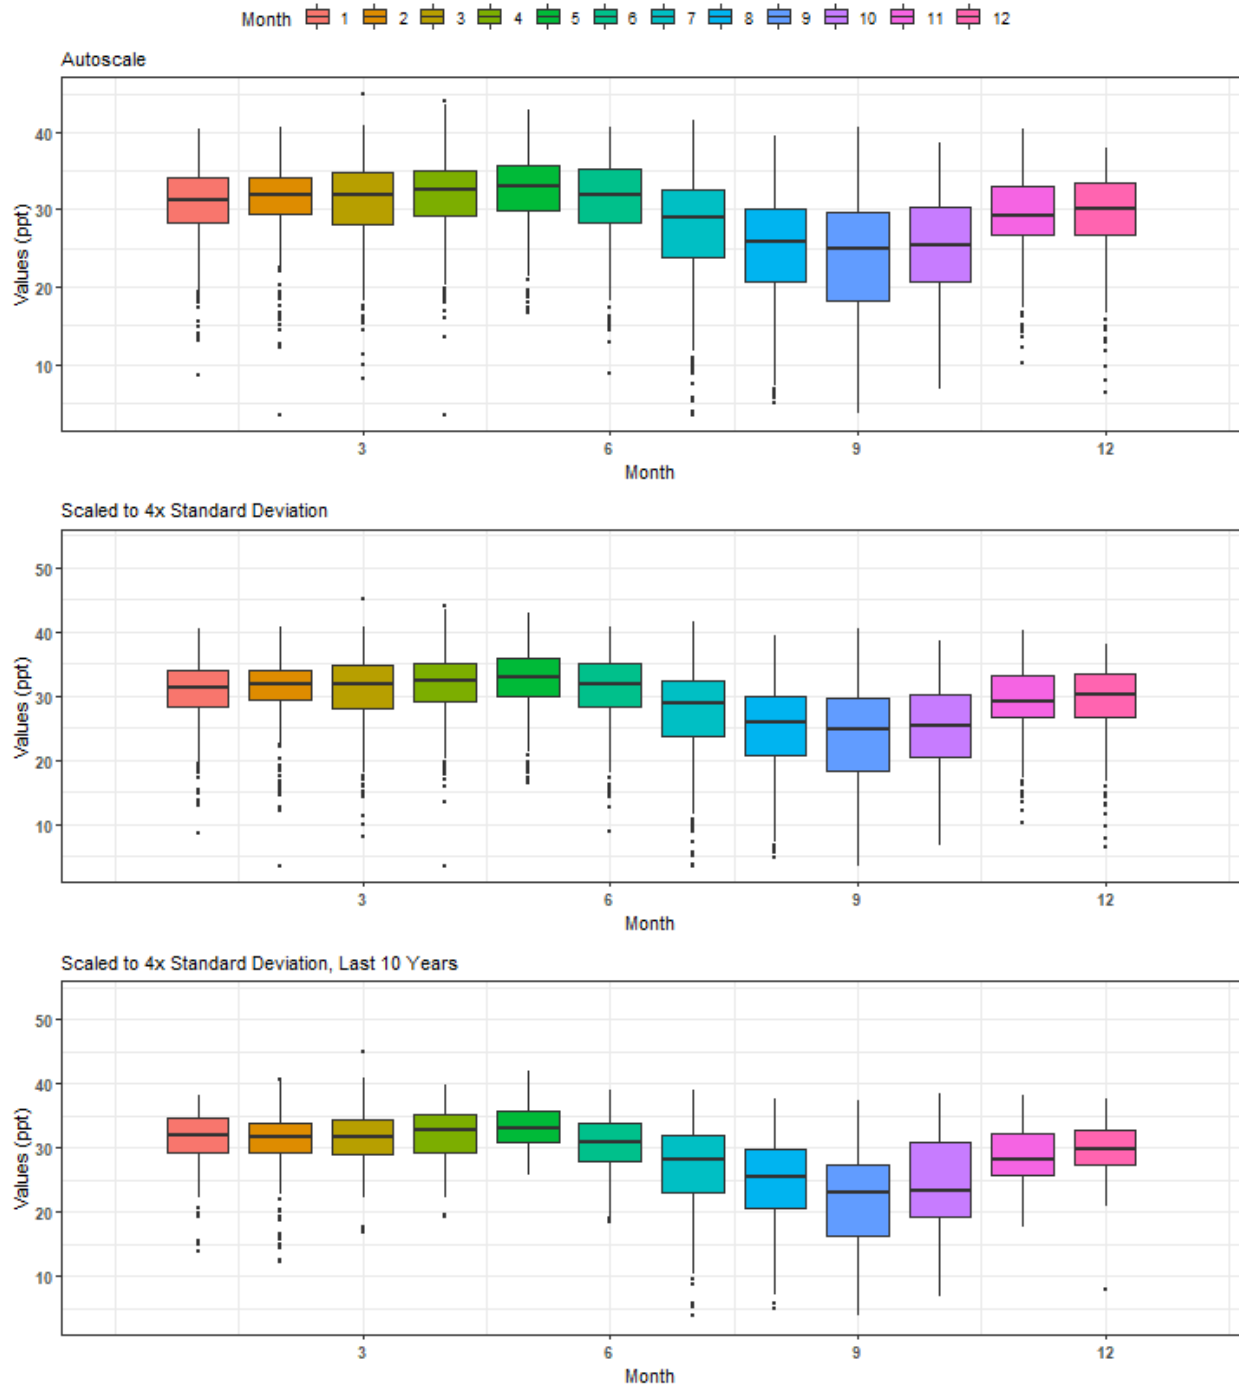 Month 1 2 3 4 5 6 7 8 9 10 11 12
Autoscale
Values (ppt)
40
30
20
10
3 6 9 12
Month
Scaled to 4x Standard Deviation
Values (ppt)
50
40
30
20
10
3 6 9 12
Month
Scaled to 4x Standard Deviation, Last 10 Years
Values (ppt)
50
40
30
20
10
3 6 9 12
Month